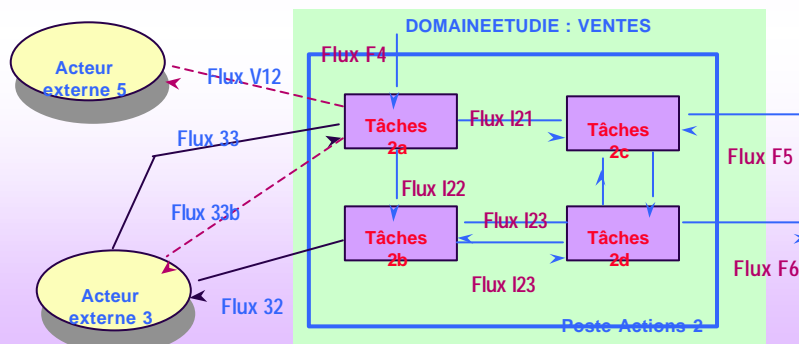 DOMAINEETUDIE : VENTES
Flux F4
Acteur
externe 5
Flux V12
Tâches
2a
Flux I21
Tâches
2c
Flux 33
Flux F5
Flux I22
Flux 33b
Tâches
2b
Flux I23
Tâches
2d
Flux F6
Flux I23
Acteur
externe 3
Flux 32
Poste Actions 2